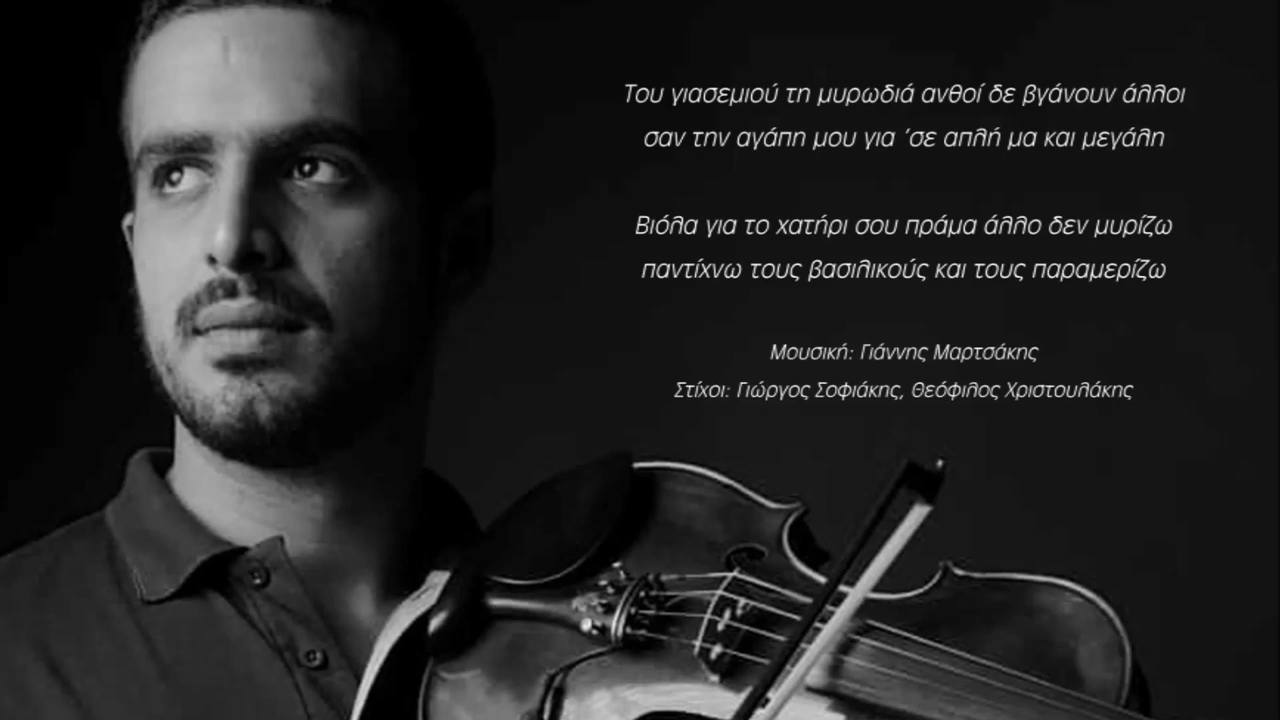 Του γιασεμιού τη μυρωδιά ανθοί δε βγάνουν άλλοι
σαν την αγάπη μου για ‘σε απλή μα και μεγάλη
Βιόλα για το χατήρι σου πράμα άλλο δεν μυρίζω
παντίχνω τους βασιλικούς και τους παραμερίζω
Μουσική: Γιάννης Μαρτσάκης
Στίχοι: Γιώργος Σοφιάκης, Θεόφιλος Χριστουλάκης